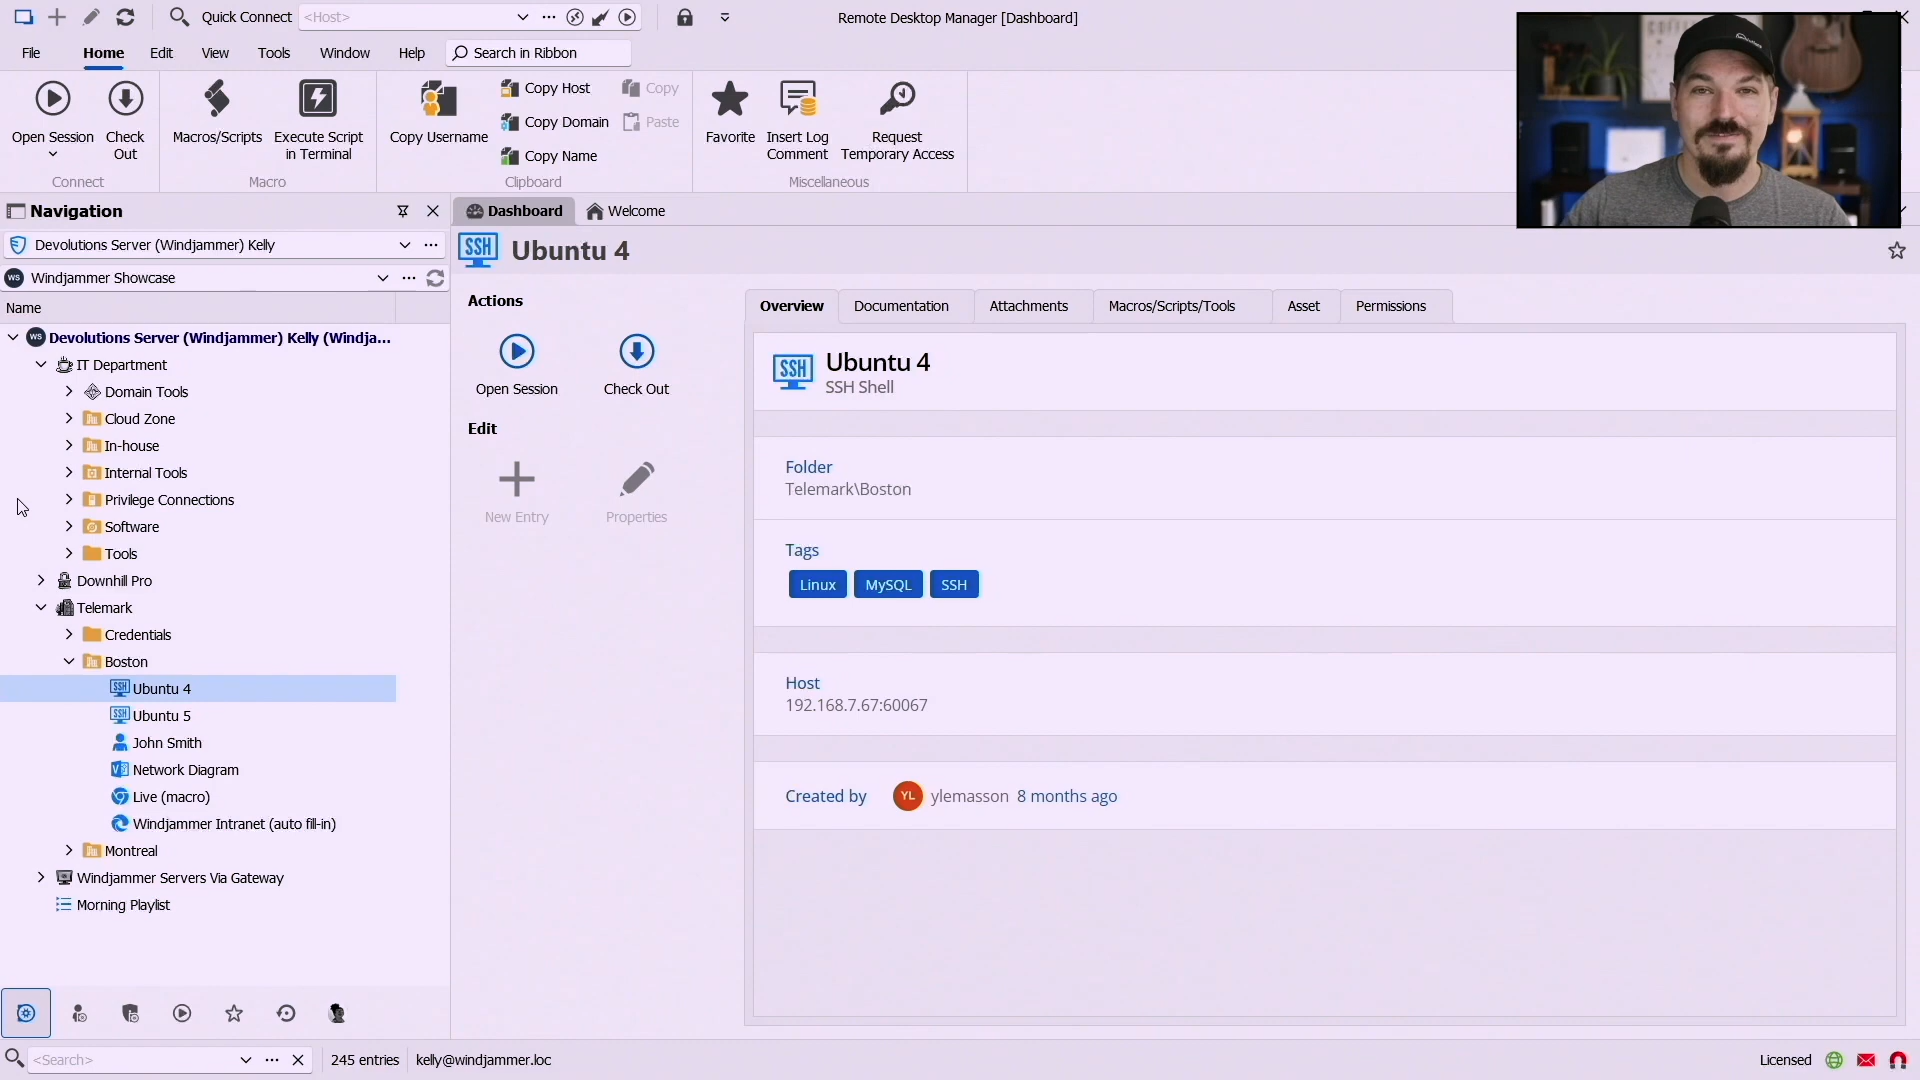 Quick Connect
<Host>
Remote Desktop Manager [Dashboard]
File
Home
Edit
View
Tools
Window
Help
Search in Ribbon
Open Session
Check Out
Macros/Scripts
Execute Script in Terminal
Copy Username
Copy Host
Copy Domain
Copy Name
Copy
Paste
Favorite
Insert Log Comment
Request Temporary Access
Connect
Macro
Clipboard
Miscellaneous
Navigation
Devolutions Server (Windjammer) Kelly
WS
Windjammer Showcase
Name
WS
Devolutions Server (Windjammer) Kelly (Windja...
IT Department
Domain Tools
Cloud Zone
In-house
Internal Tools
Privilege Connections
Software
Tools
Downhill Pro
Telemark
Credentials
Boston
SSH Ubuntu 4
SSH Ubuntu 5
John Smith
Network Diagram
Live (macro)
Windjammer Intranet (auto fill-in)
Montreal
Windjammer Servers Via Gateway
Morning Playlist
<Search>
245 entries
kelly@windjammer.loc
Dashboard
Welcome
SSH
Ubuntu 4
Actions
Open Session
Check Out
Edit
New Entry
Properties
Overview
Documentation
Attachments
Macros/Scripts/Tools
Asset
Permissions
SSH
Ubuntu 4
SSH Shell
Folder
Telemark\Boston
Tags
Linux
MySQL
SSH
Host
192.168.7.67:60067
Created by
YL
ylemasson
8 months ago
Licensed